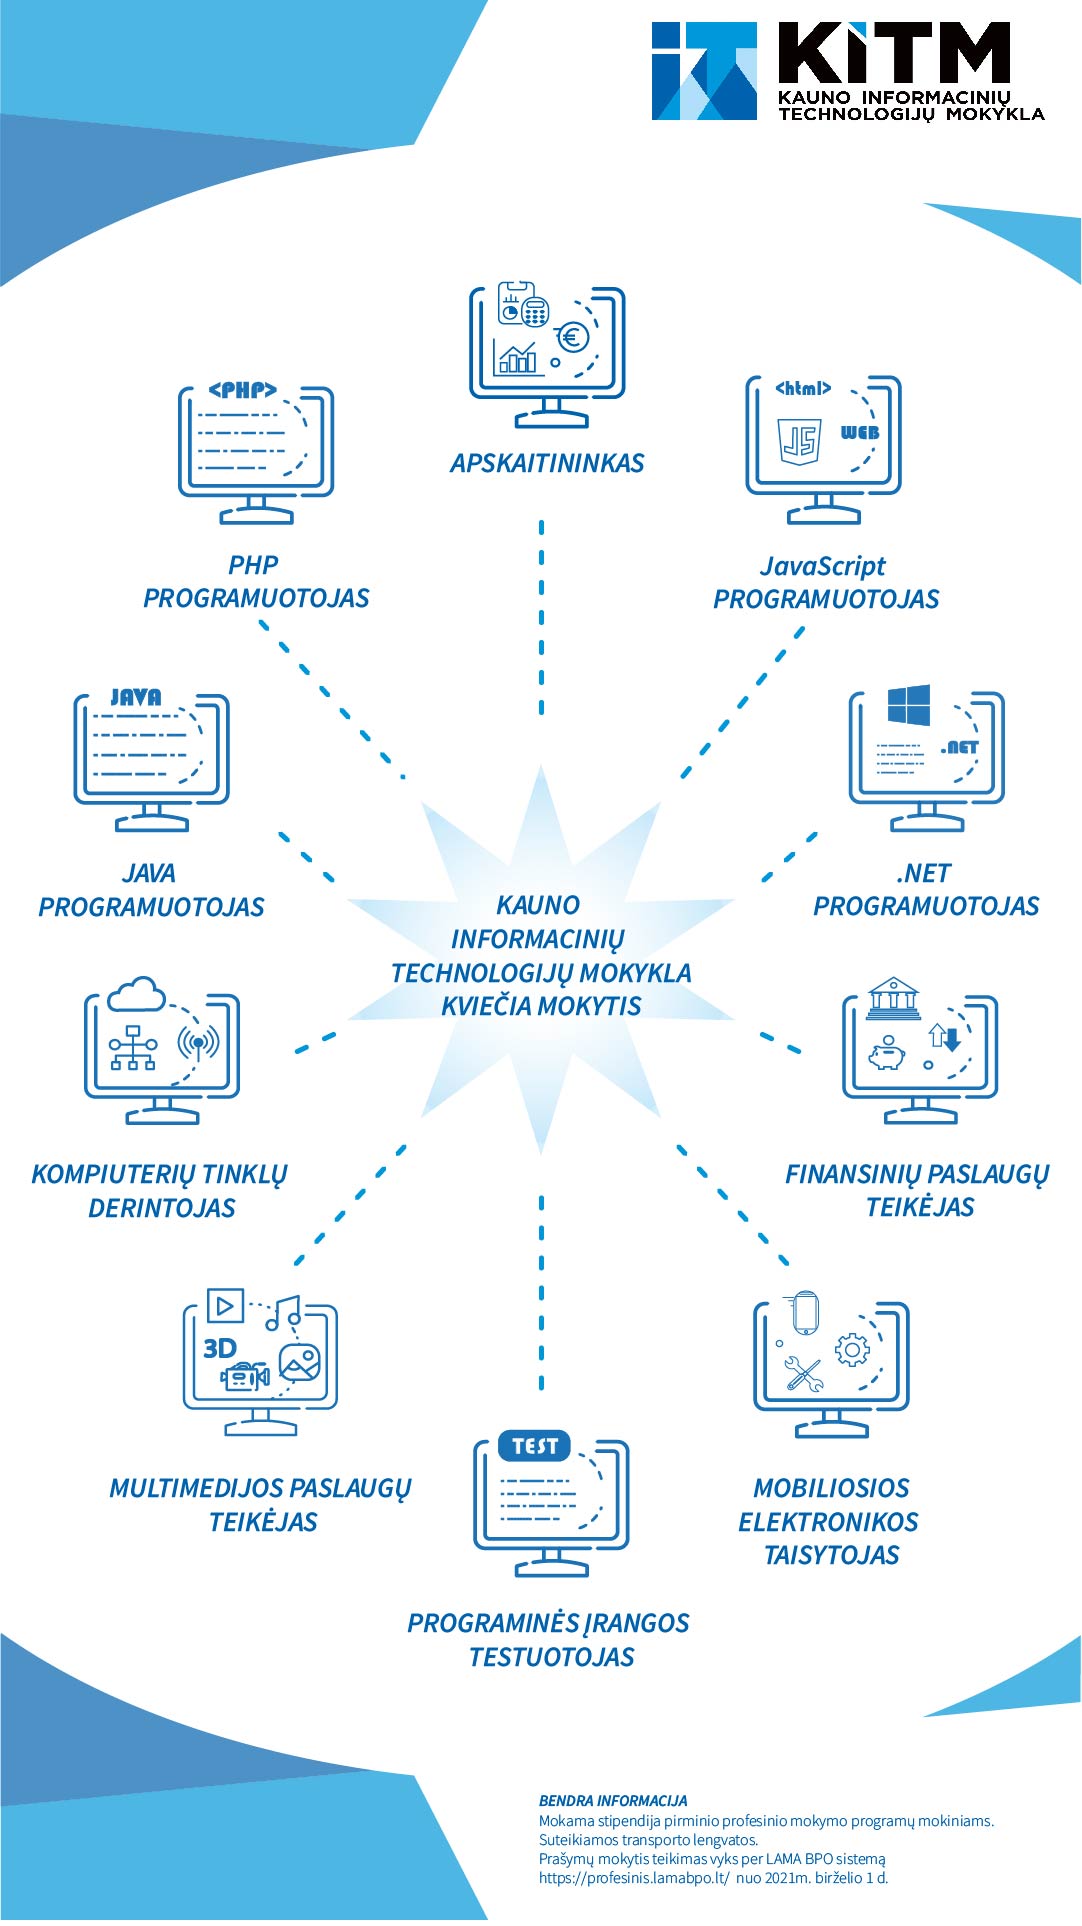 iT KiTM
KAUNO INFORMACINIŲ
TECHNOLOGIJŲ MOKYKLA
APSKAITININKAS
<PHP>
PHP
PROGRAMUOTOJAS
<html>
JS
WEB
JavaScript
PROGRAMUOTOJAS
JAVA
JAVA
PROGRAMUOTOJAS
.NET
.NET
PROGRAMUOTOJAS
KAUNO
INFORMACINIŲ
TECHNOLOGIJŲ MOKYKLA
KVIEČIA MOKYTIS
KOMPIUTERIŲ TINKLŲ
DERINTOJAS
FINANSINIŲ PASLAUGŲ
TEIKĖJAS
3D
MULTIMEDIJOS PASLAUGŲ
TEIKĖJAS
TEST
PROGRAMINĖS ĮRANGOS
TESTUOTOJAS
MOBILIOSIOS
ELEKTRONIKOS
TAISYTOJAS
BENDRA INFORMACIJA
Mokama stipendija pirminio profesinio mokymo programų mokiniams.
Suteikiamos transporto lengvatos.
Prašymų mokytis teikimas vyks per LAMA BPO sistemą
https://profesinis.lamabpo.lt/ nuo 2021m. birželio 1 d.